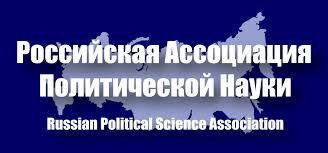 Российская Ассоциация
Политической Науки
Russian Political Science Association